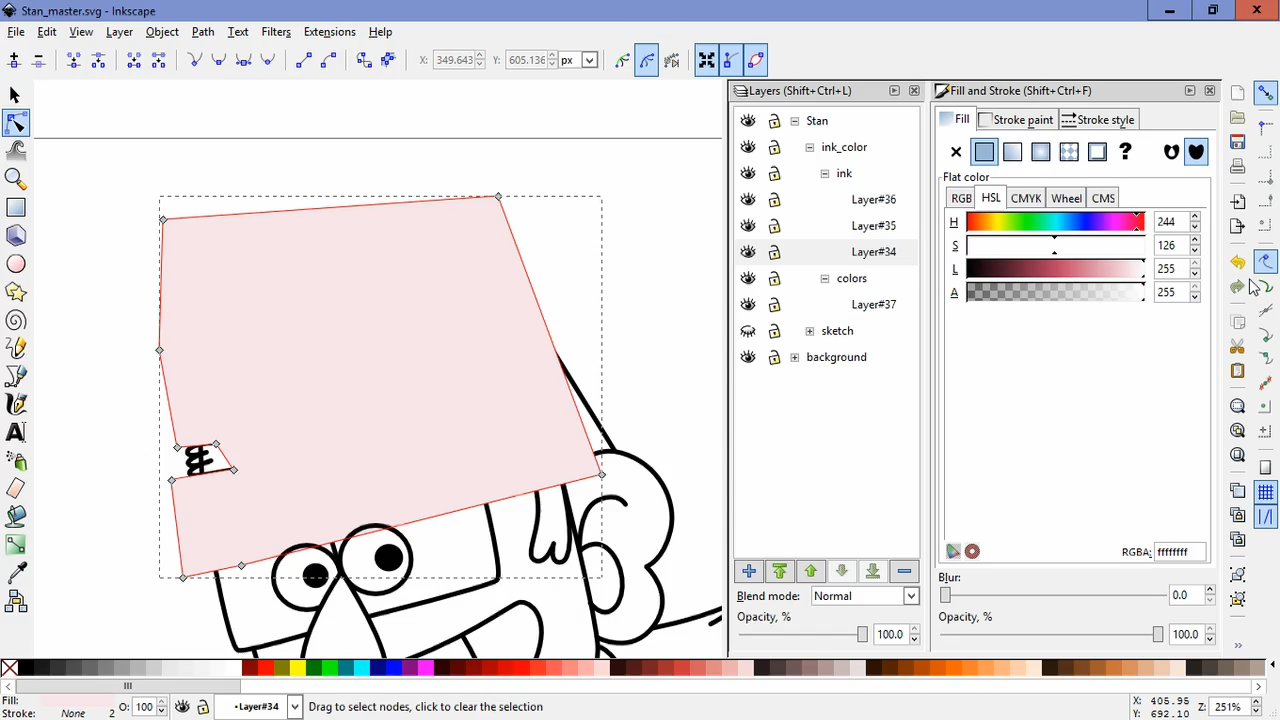 Stan_master.svg - Inkscape
File Edit View Layer Object Path Text Filters Extensions Help
X: 349.643 Y: 605.136 px
Layers (Shift+Ctrl+L)
Stan
ink_color
ink
Layer#36
Layer#35
Layer#34
colors
Layer#37
sketch
background
Blend mode: Normal
Opacity, % 100.0
Fill and Stroke (Shift+Ctrl+F)
Fill Stroke paint Stroke style
?
Flat color
RGB HSL CMYK Wheel CMS
H 244
S 126
L 255
A 255
RGBA: ffffffff
Blur:
0.0
Opacity, %
100.0
Fill:
Stroke: None 2 O: 100 •Layer#34 Drag to select nodes, click to clear the selection
X: 405.95
Y: 692.10 Z: 251%